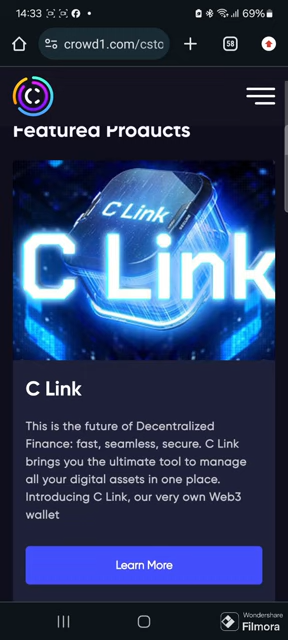 14:33
69%
crowd1.com/csto
58
Featured Products
C Link
C Link
C Link
This is the future of Decentralized
Finance: fast, seamless, secure. C Link
brings you the ultimate tool to manage
all your digital assets in one place.
Introducing C Link, our very own Web3
wallet
Learn More
Wondershare
Filmora